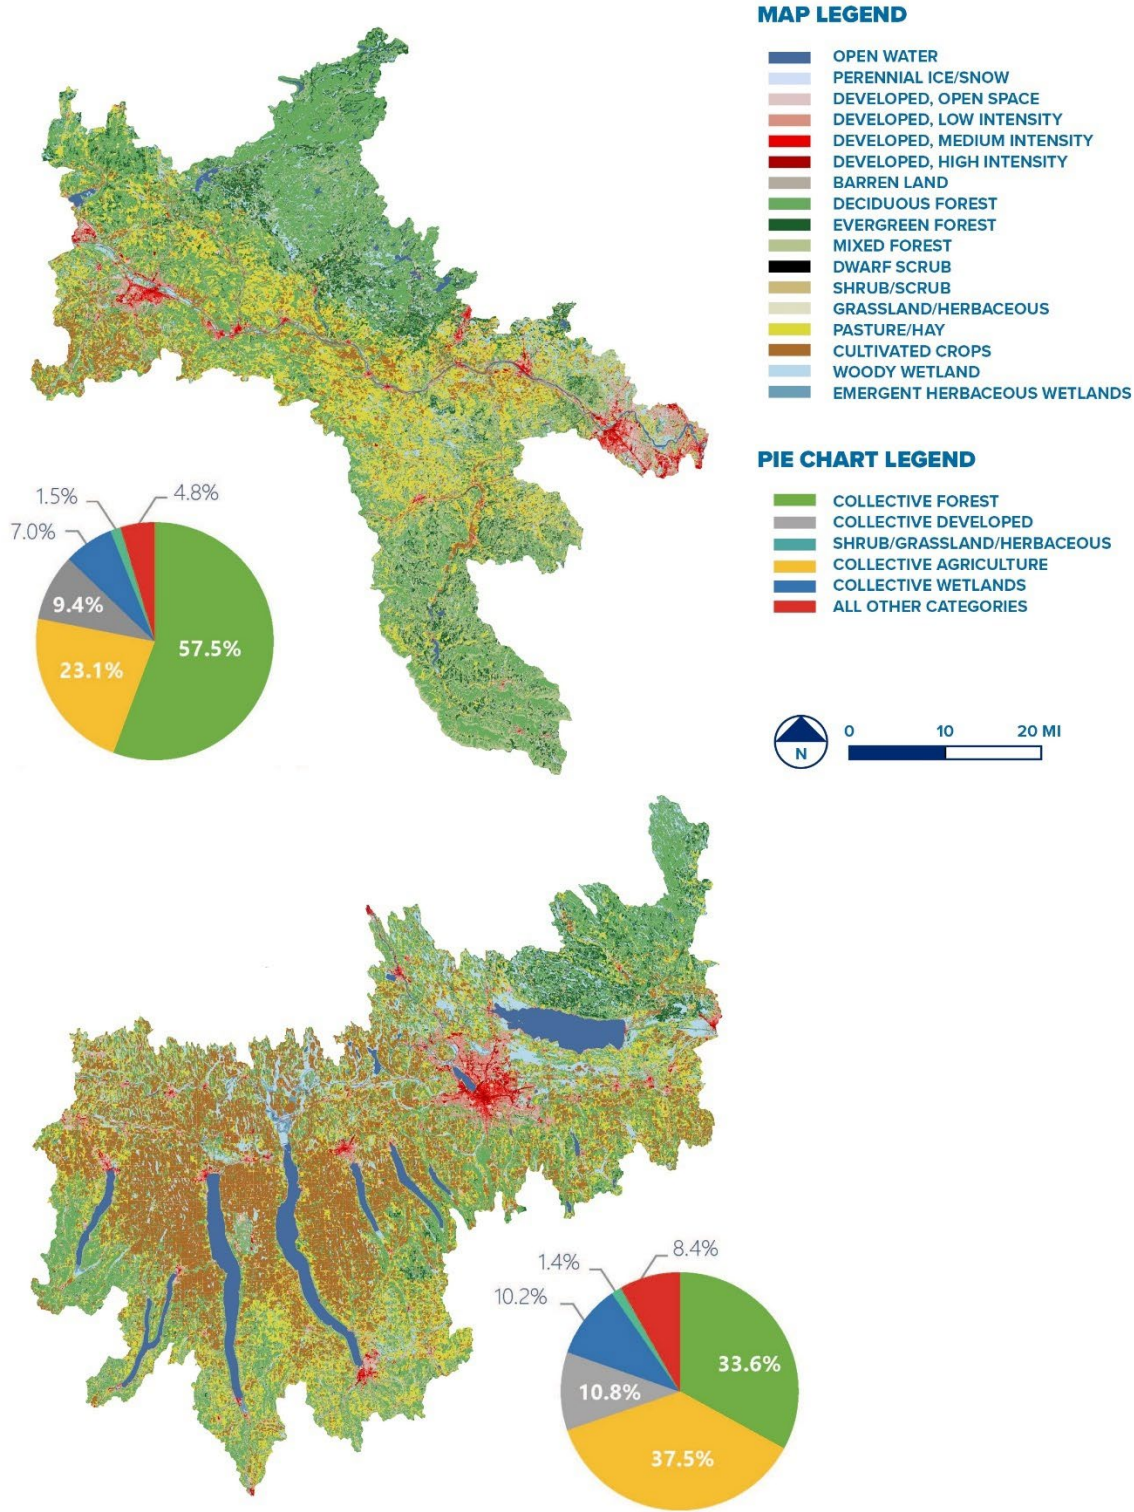 MAP LEGEND
OPEN WATER
PERENNIAL ICE/SNOW
DEVELOPED, OPEN SPACE
DEVELOPED, LOW INTENSITY
DEVELOPED, MEDIUM INTENSITY
DEVELOPED, HIGH INTENSITY
BARREN LAND
DECIDUOUS FOREST
EVERGREEN FOREST
MIXED FOREST
DWARF SCRUB
SHRUB/SCRUB
GRASSLAND/HERBACEOUS
PASTURE/HAY
CULTIVATED CROPS
WOODY WETLAND
EMERGENT HERBACEOUS WETLANDS
PIE CHART LEGEND
COLLECTIVE FOREST
COLLECTIVE DEVELOPED
SHRUB/GRASSLAND/HERBACEOUS
COLLECTIVE AGRICULTURE
COLLECTIVE WETLANDS
ALL OTHER CATEGORIES
1.5% 4.8%
7.0%
9.4%
57.5%
23.1%
0 10 20 MI
N
8.4%
1.4%
10.2%
33.6%
10.8%
37.5%